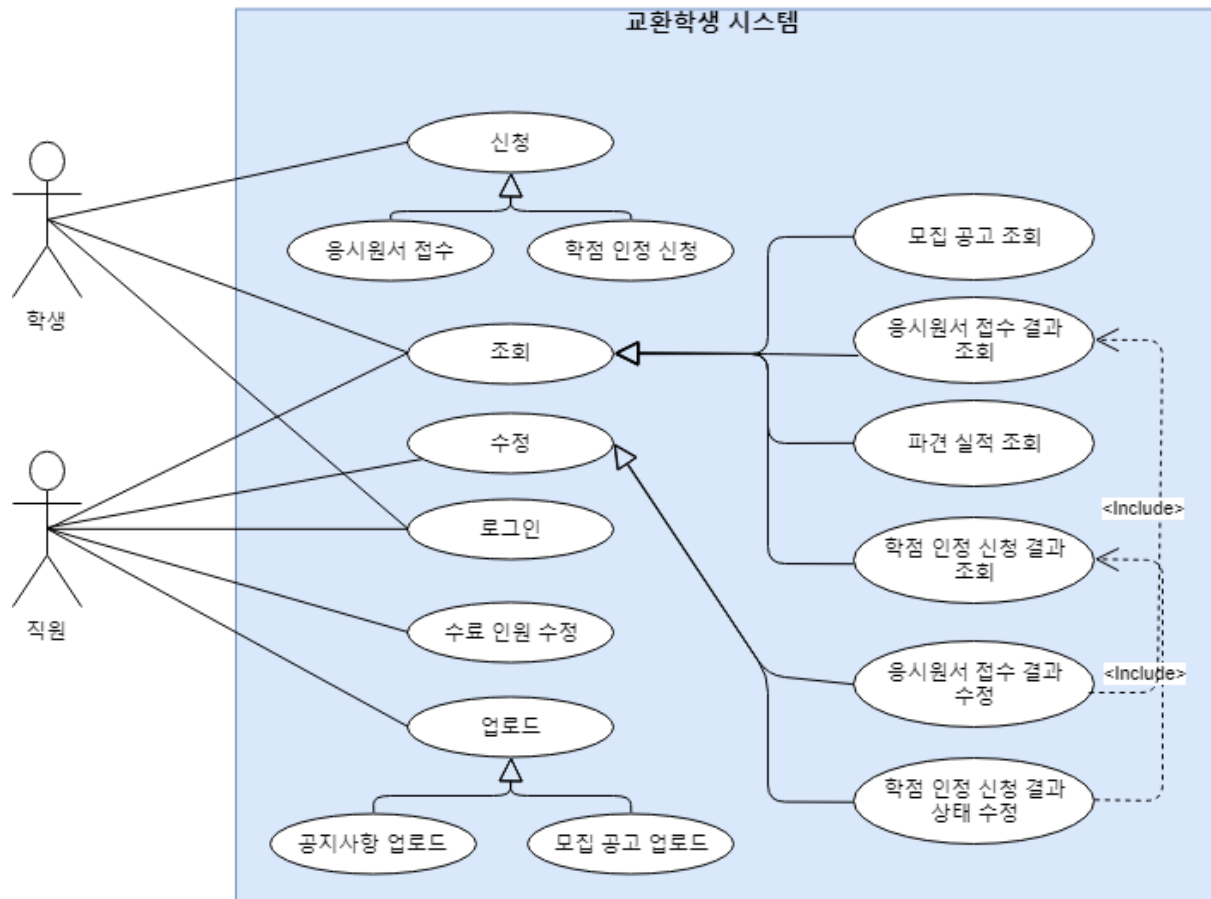 교환학생 시스템
신청
응시원서 접수
학점 인정 신청
모집 공고 조회
학생
응시원서 접수 결과
조회
조회
수정
파견 실적 조회
<Include>
로그인
학점 인정 신청 결과
조회
직원
수료 인원 수정
응시원서 접수 결과
수정
<Include>
업로드
학점 인정 신청 결과
상태 수정
공지사항 업로드
모집 공고 업로드